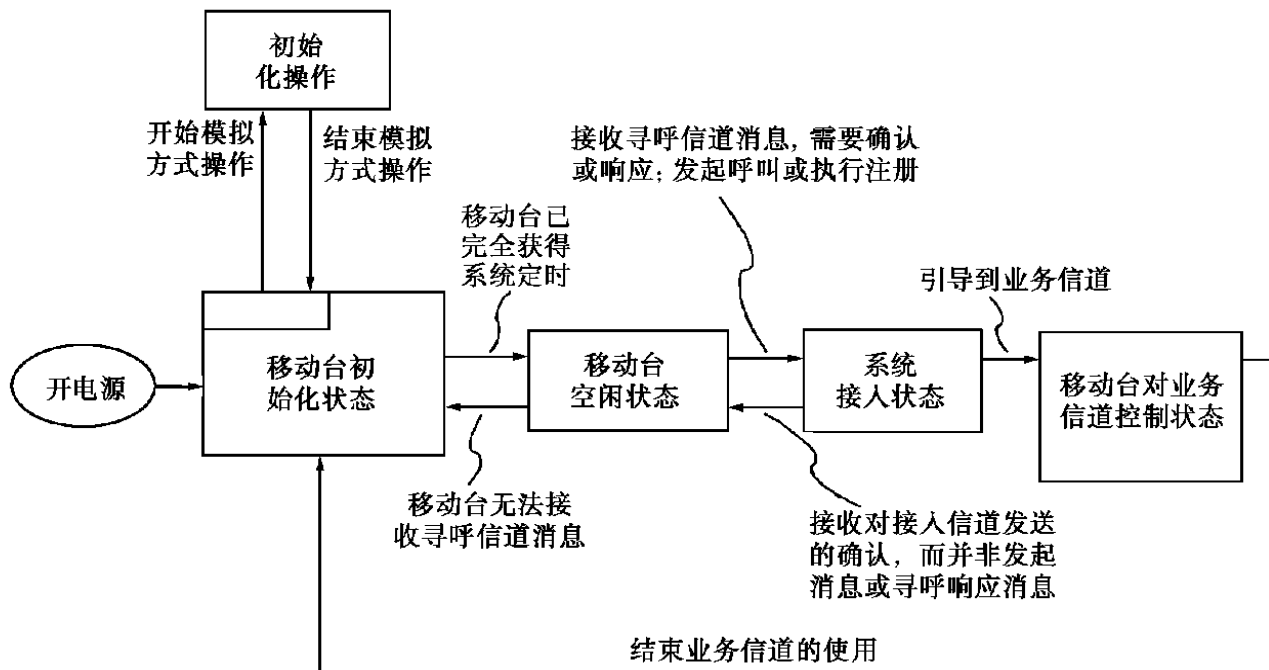 初始
化操作
开始模拟
方式操作
结束模拟
方式操作
接收寻呼信道消息, 需要确认
或响应; 发起呼叫或执行注册
移动台已
完全获得
系统定时
引导到业务信道
开电源
移动台初
始化状态
移动台
空闲状态
系统
接入状态
移动台对业务
信道控制状态
移动台无法接
收寻呼信道消息
接收对接入信道发送
的确认，而并非发起
消息或寻呼响应消息
结束业务信道的使用